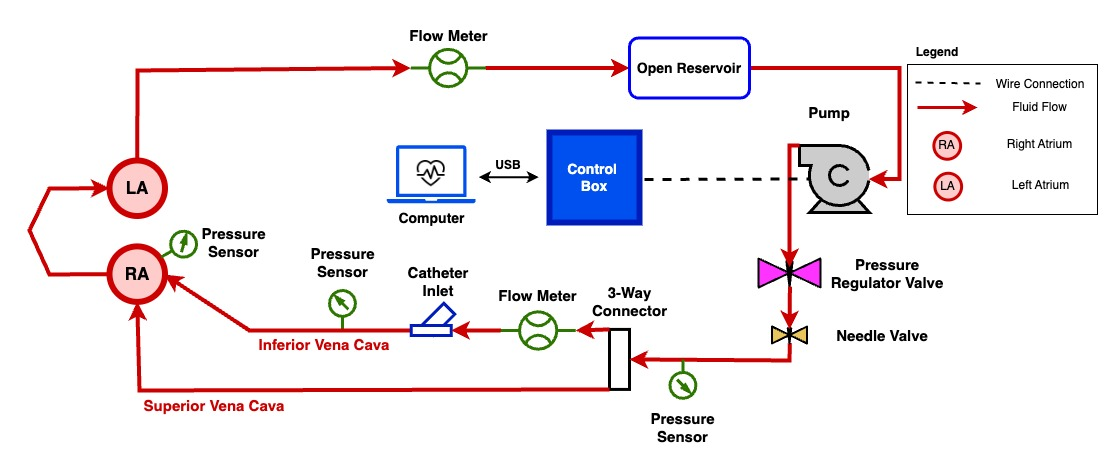 Flow Meter
Open Reservoir
Legend
Wire Connection
Fluid Flow
RA
Right Atrium
LA
Left Atrium
Pump
C
Control
Box
USB
Computer
LA
RA
Pressure
Sensor
Pressure
Sensor
Catheter
Inlet
Flow Meter
3-Way
Connector
Pressure
Regulator Valve
Needle Valve
Inferior Vena Cava
Superior Vena Cava
Pressure
Sensor